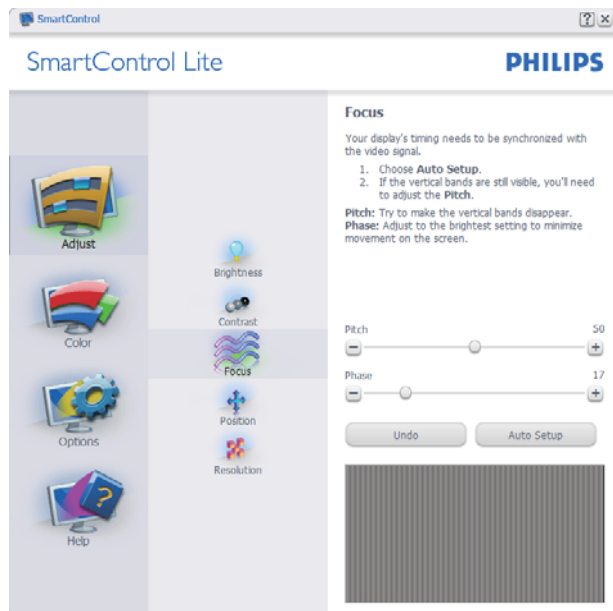 SmartControl
SmartControl Lite
PHILIPS
Adjust
Color
Options
Help
Brightness
Contrast
Focus
Position
Resolution
Focus
Your display's timing needs to be synchronized with
the video signal.
1. Choose Auto Setup.
2. If the vertical bands are still visible, you'll need
to adjust the Pitch.
Pitch: Try to make the vertical bands disappear.
Phase: Adjust to the brightest setting to minimize
movement on the screen.
Pitch 50
Phase 17
Undo Auto Setup